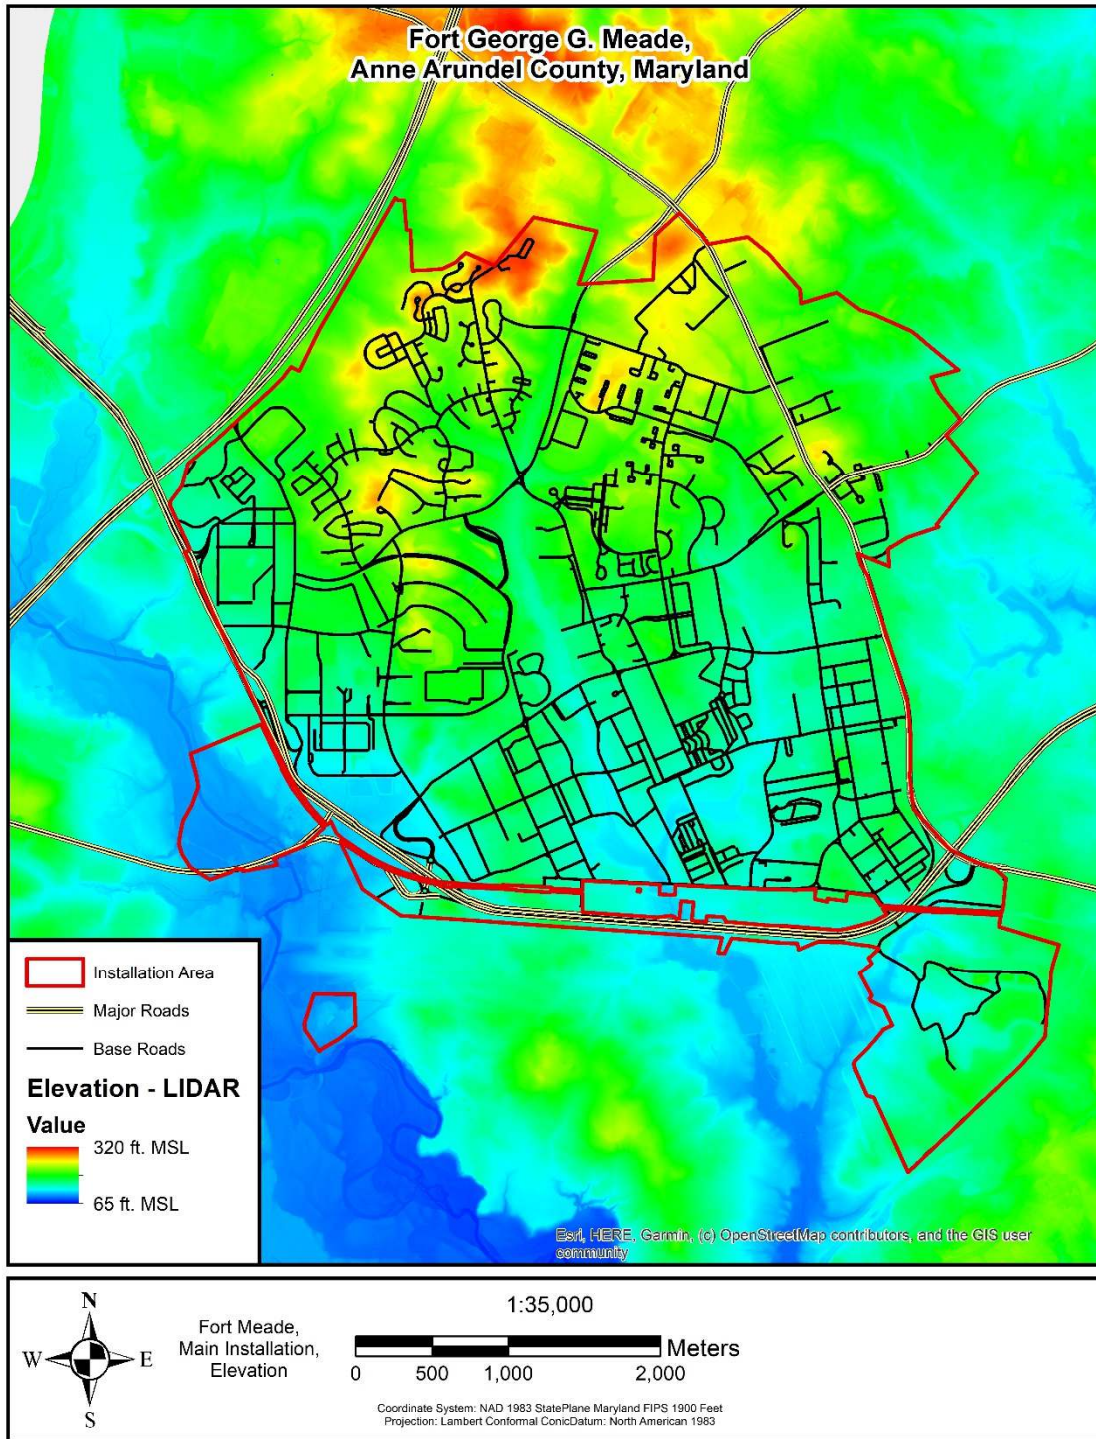 Fort George G. Meade,
Anne Arundel County, Maryland
Installation Area
Major Roads
Base Roads
Elevation - LIDAR
Value
320 ft. MSL
65 ft. MSL
Esri, HERE, Garmin, (c) OpenStreetMap contributors, and the GIS user
community
N
W
E
S
Fort Meade,
Main Installation,
Elevation
1:35,000
Meters
0 500 1,000 2,000
Coordinate System: NAD 1983 StatePlane Maryland FIPS 1900 Feet
Projection: Lambert Conformal ConicDatum: North American 1983